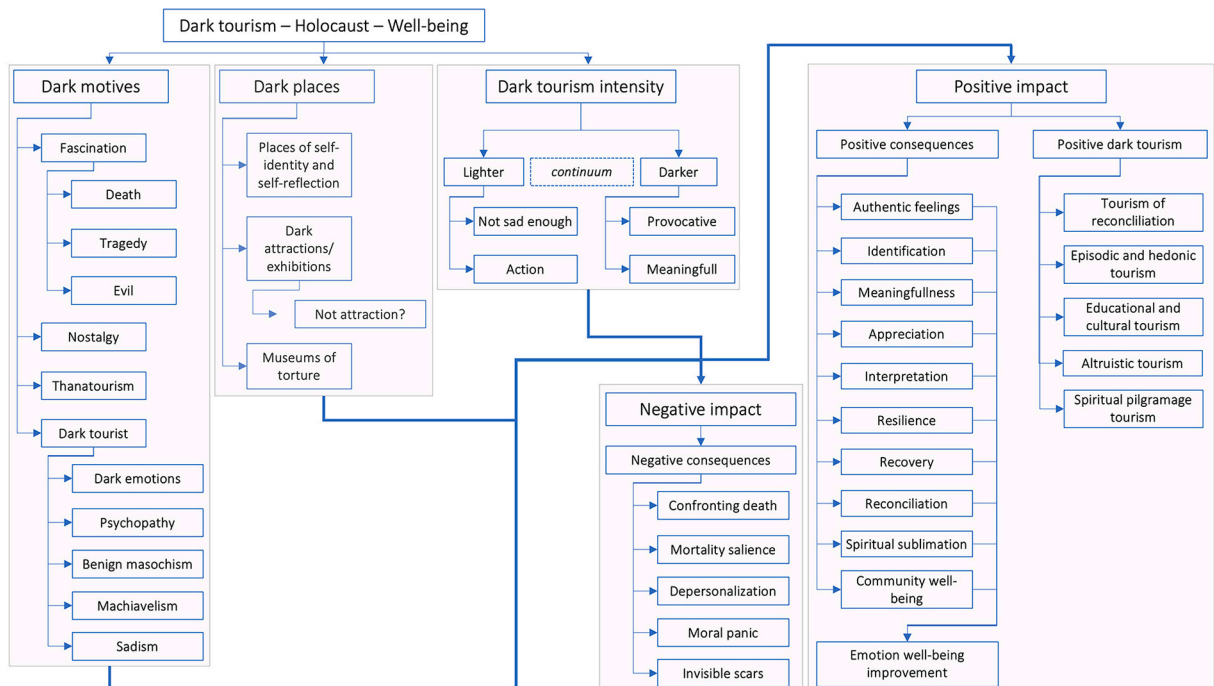 Dark tourism – Holocaust – Well-being
Dark motives
Fascination
Death
Tragedy
Evil
Nostalgy
Thanatourism
Dark tourist
Dark emotions
Psychopathy
Benign masochism
Machiavelism
Sadism
Dark places
Places of self-
identity and
self-reflection
Dark
attractions/
exhibitions
Not attraction?
Museums of
torture
Dark tourism intensity
Lighter
continuum
Darker
Not sad enough
Action
Provocative
Meaningfull
Negative impact
Negative consequences
Confronting death
Mortality salience
Depersonalization
Moral panic
Invisible scars
Positive impact
Positive consequences
Authentic feelings
Identification
Meaningfullness
Appreciation
Interpretation
Resilience
Recovery
Reconciliation
Spiritual sublimation
Community well-
being
Emotion well-being
improvement
Positive dark tourism
Tourism of
reconcliliation
Episodic and hedonic
tourism
Educational and
cultural tourism
Altruistic tourism
Spiritual pilgramage
tourism